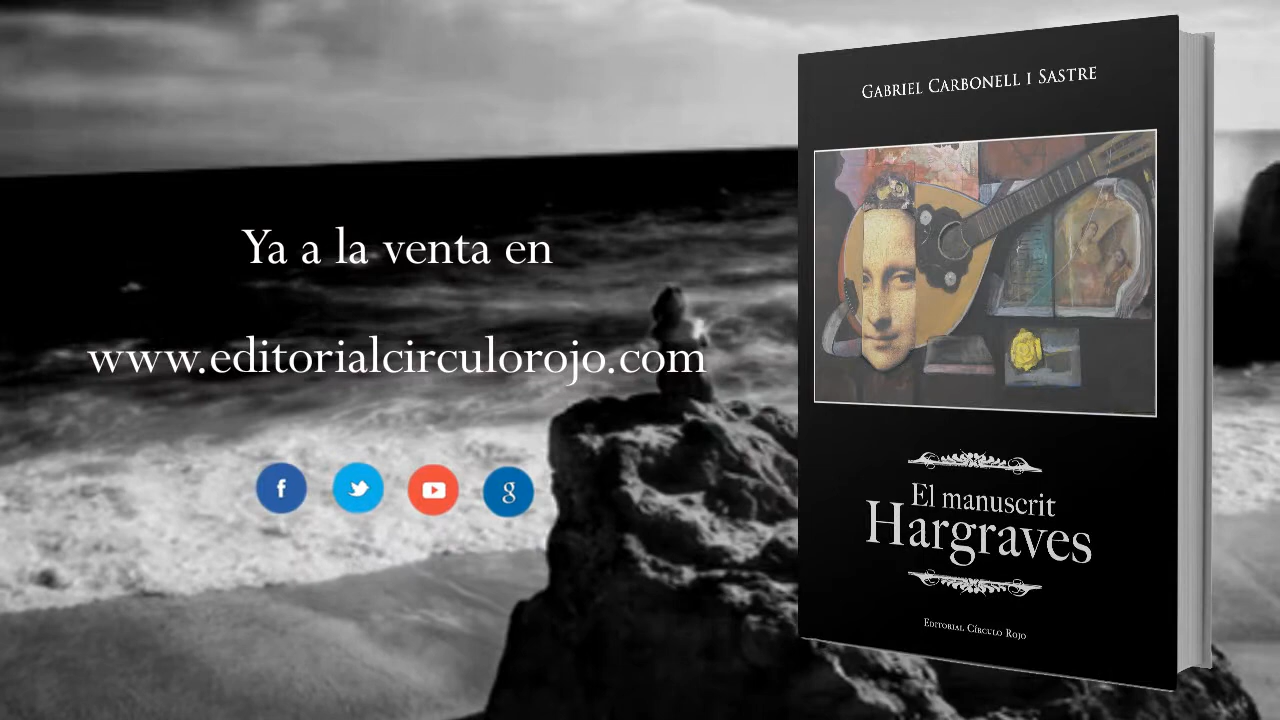 Ya a la venta en
www.editorialcirculorojo.com
f
g
GABRIEL CARBONELL I SASTRE
El manuscrit
Hargraves
EDITORIAL CÍRCULO ROJO